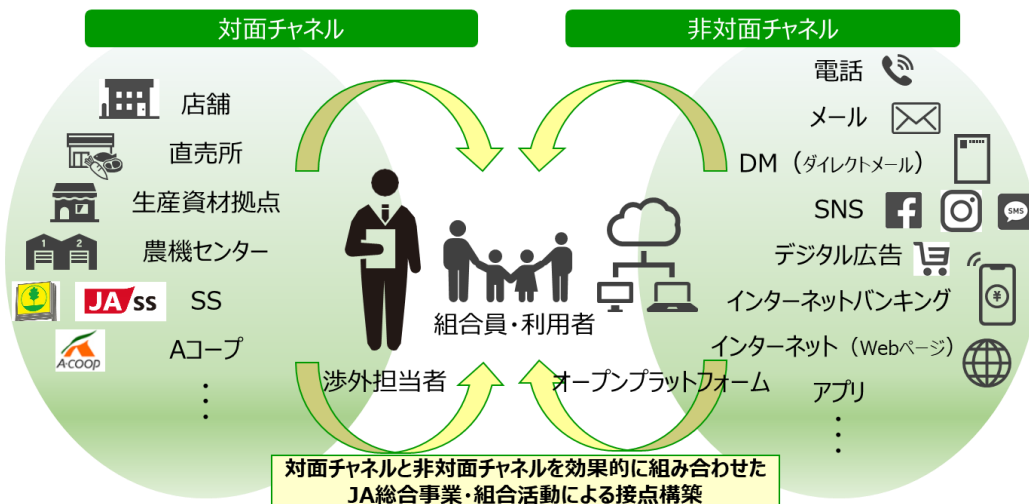 対面チャネル
店舗
直売所
生産資材拠点
1 2
農機センター
JA ss
SS
A·COOP
Aコープ
・
・
・
渉外担当者
組合員・利用者
オープンプラットフォーム
非対面チャネル
電話
メール
DM（ダイレクトメール）
SNS
SMS
デジタル広告
インターネットバンキング
¥
インターネット（Webページ）
アプリ
・
・
・
対面チャネルと非対面チャネルを効果的に組み合わせた
JA総合事業・組合活動による接点構築